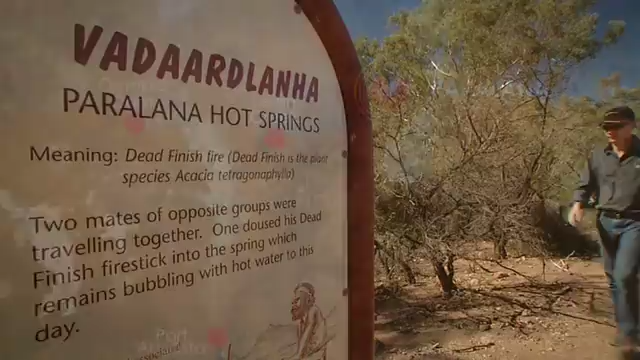 VADAARDLANHA
PARALANA HOT SPRINGS
Meaning: Dead Finish fire (Dead Finish is the plant
species Acacia tetragonaphylla)
Two mates of opposite groups were
travelling together. One doused his Dead
Finish firestick into the spring which
remains bubbling with hot water to this
day.
Port